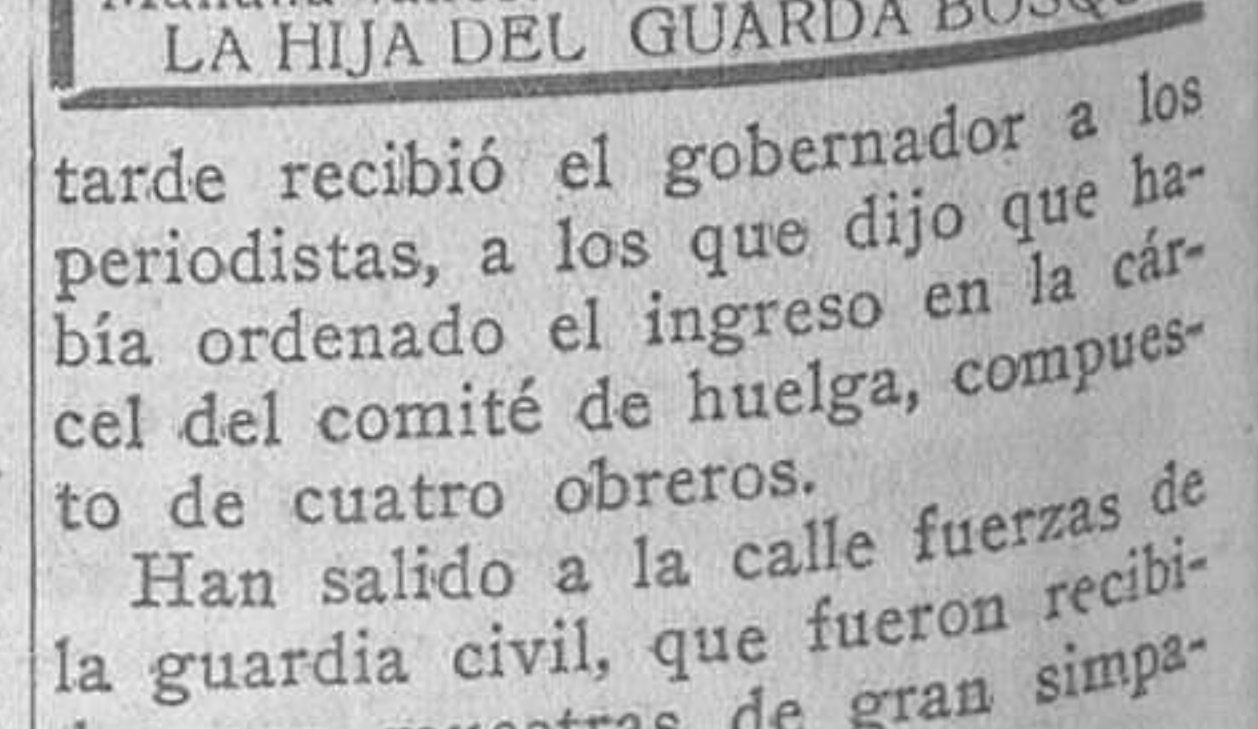 LA HIJA DEL GUARDA
tarde recibió el gobernador a los
periodistas, a los que dijo que ha-
bía ordenado el ingreso en la cár-
cel del comité de huelga, compues-
to de cuatro obreros.
Han salido a la calle fuerzas de
la guardia civil, que fueron recibi-
muestras de gran simpa-